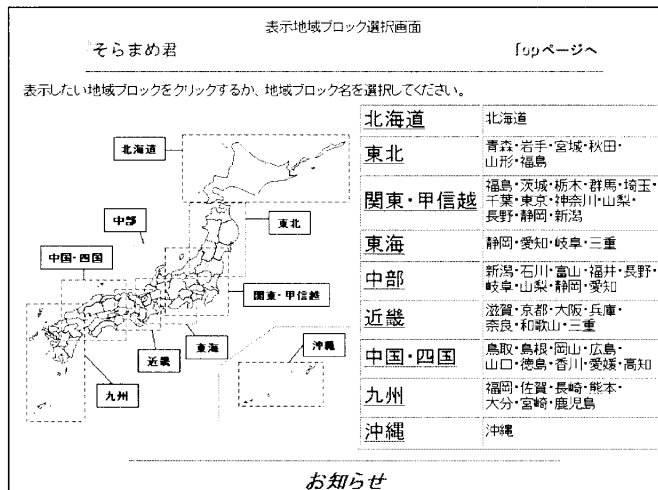 表示地域ブロック選択画面
そらまめ君
Topページへ
表示したい地域ブロックをクリックするか、地域ブロック名を選択してください。
北海道
東北
中部
中国・四国
関東・甲信越
東海
近畿
沖縄
九州
北海道 北海道
東北 青森・岩手・宮城・秋田・
山形・福島
関東・甲信越 福島・茨城・栃木・群馬・埼玉・
千葉・東京・神奈川・山梨・
長野・静岡・新潟
東海 静岡・愛知・岐阜・三重
中部 新潟・石川・富山・福井・長野・
岐阜・山梨・静岡・愛知
近畿 滋賀・京都・大阪・兵庫・
奈良・和歌山・三重
中国・四国 鳥取・島根・岡山・広島・
山口・徳島・香川・愛媛・高知
九州 福岡・佐賀・長崎・熊本・
大分・宮崎・鹿児島
沖縄 沖縄
お知らせ